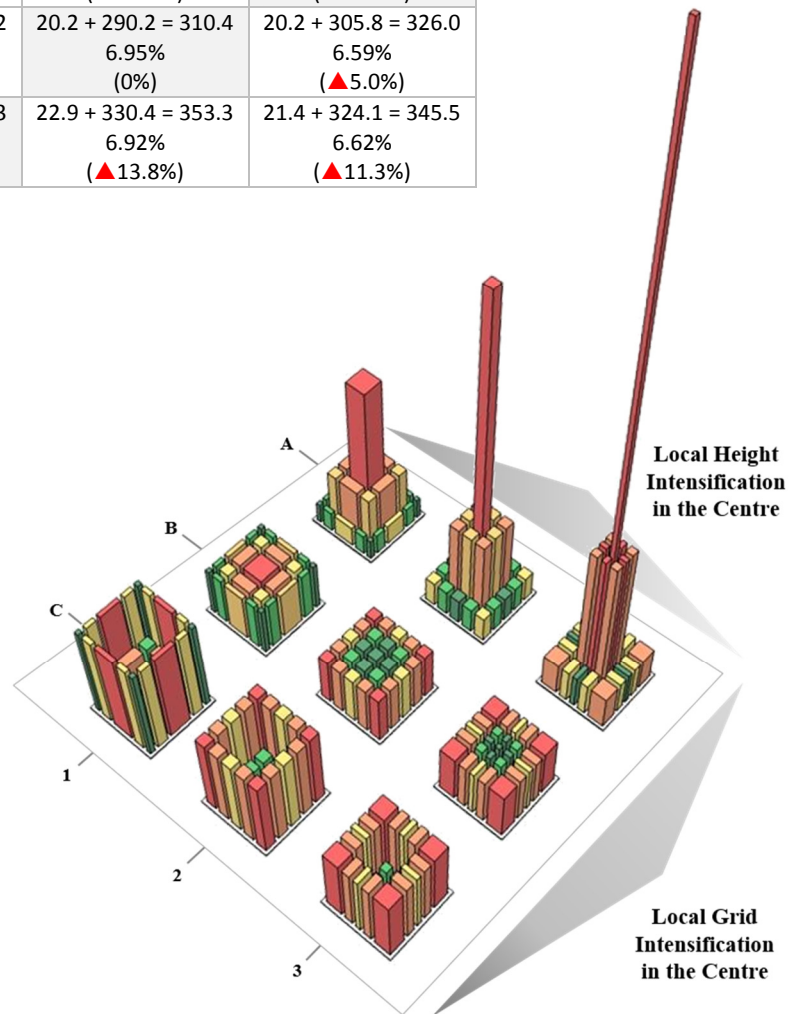 2 20.2 + 290.2 = 310.4 20.2 + 305.8 = 326.0
6.95% 6.59%
(0%) (▲5.0%)
3 22.9 + 330.4 = 353.3 21.4 + 324.1 = 345.5
6.92% 6.62%
(▲13.8%) (▲11.3%)
A
Local Height
Intensification
in the Centre
B
C
1
2
Local Grid
Intensification
in the Centre
3